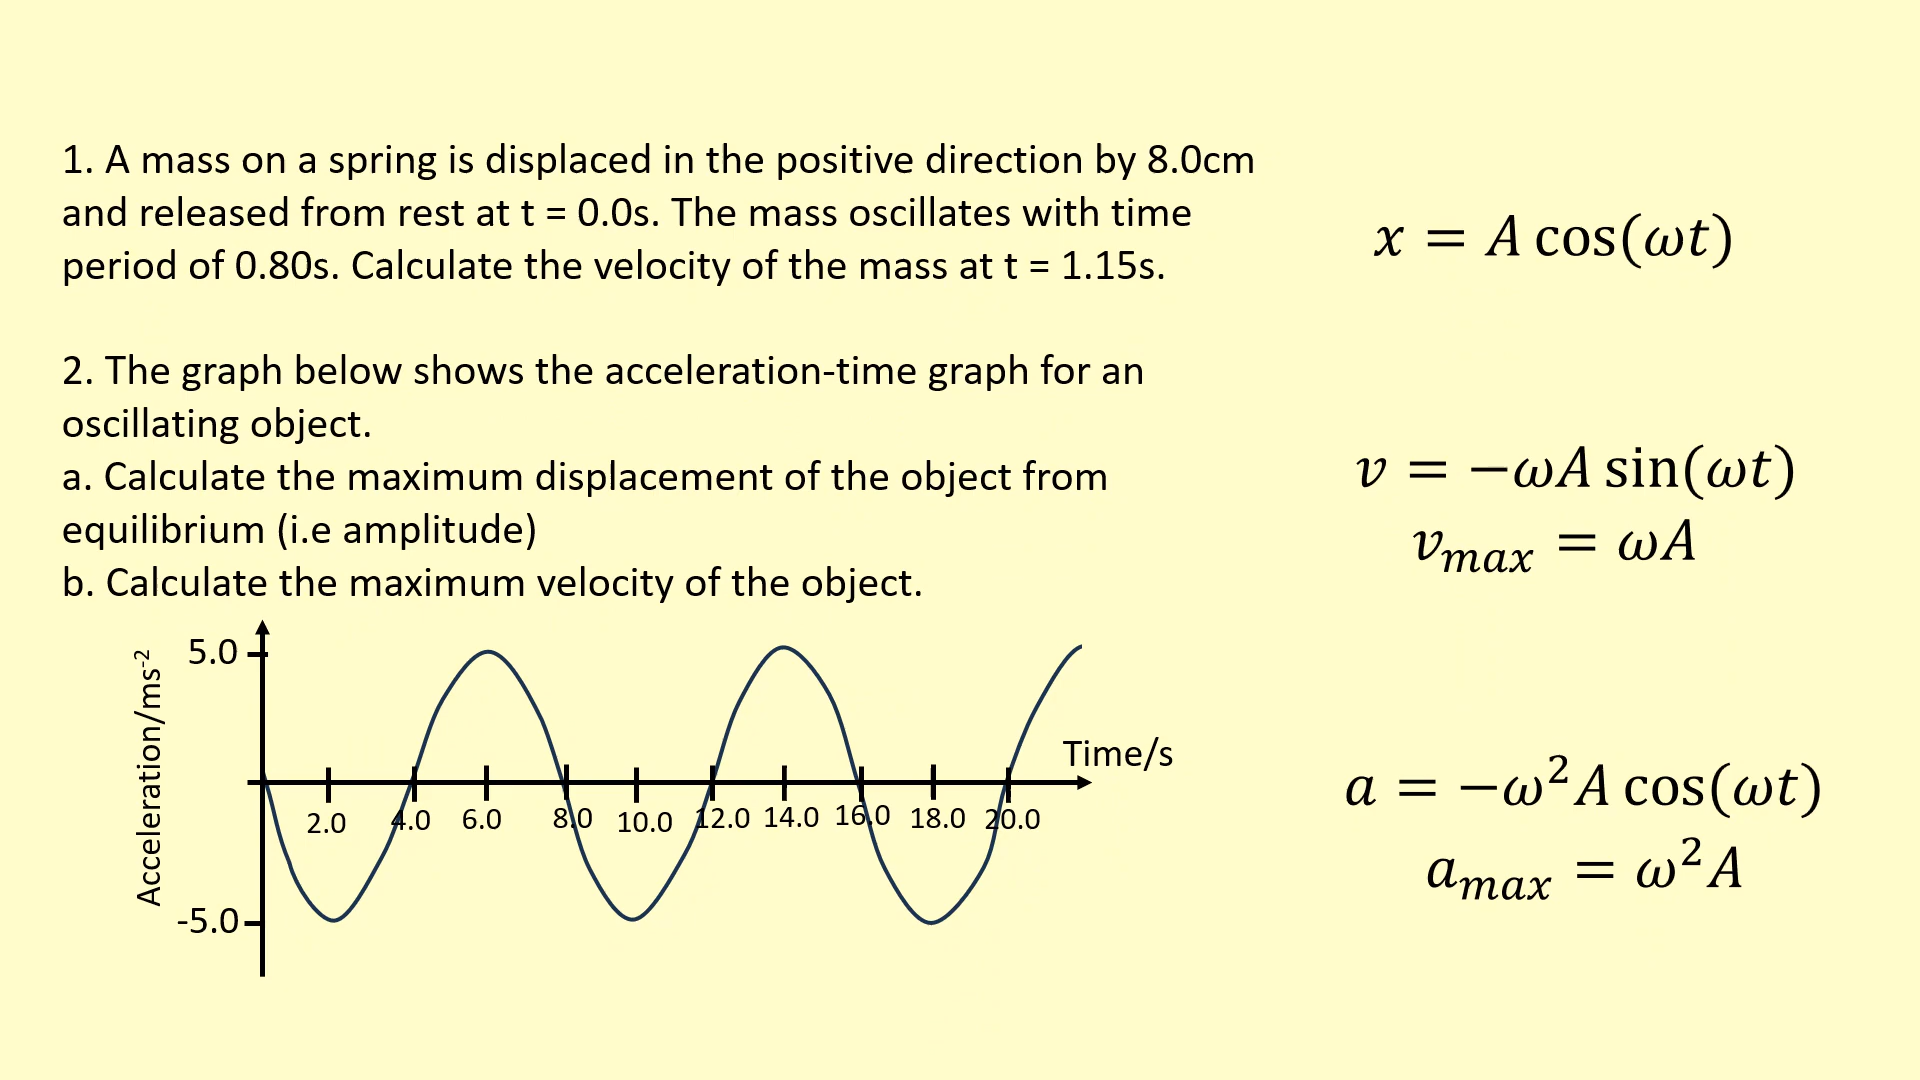 1. A mass on a spring is displaced in the positive direction by 8.0cm
and released from rest at t = 0.0s. The mass oscillates with time
period of 0.80s. Calculate the velocity of the mass at t = 1.15s.
2. The graph below shows the acceleration-time graph for an
oscillating object.
a. Calculate the maximum displacement of the object from
equilibrium (i.e amplitude)
b. Calculate the maximum velocity of the object.
5.0
Acceleration/ms⁻²
-5.0
Time/s
2.0 4.0 6.0 8.0 10.0 12.0 14.0 16.0 18.0 20.0
x = A cos(ωt)
v = −ωA sin(ωt)
vₘₐₓ = ωA
a = −ω²A cos(ωt)
aₘₐₓ = ω²A